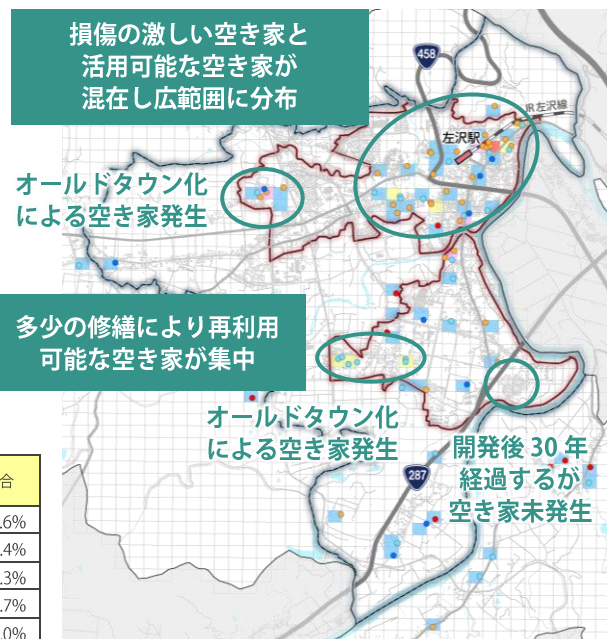 損傷の激しい空き家と
活用可能な空き家が
混在し広範囲に分布
458
JR左沢線
左沢駅
オールドタウン化
による空き家発生
多少の修繕により再利用
可能な空き家が集中
オールドタウン化
による空き家発生
開発後30年
経過するが
空き家未発生
287
合
.6%
.4%
.3%
.7%
.0%